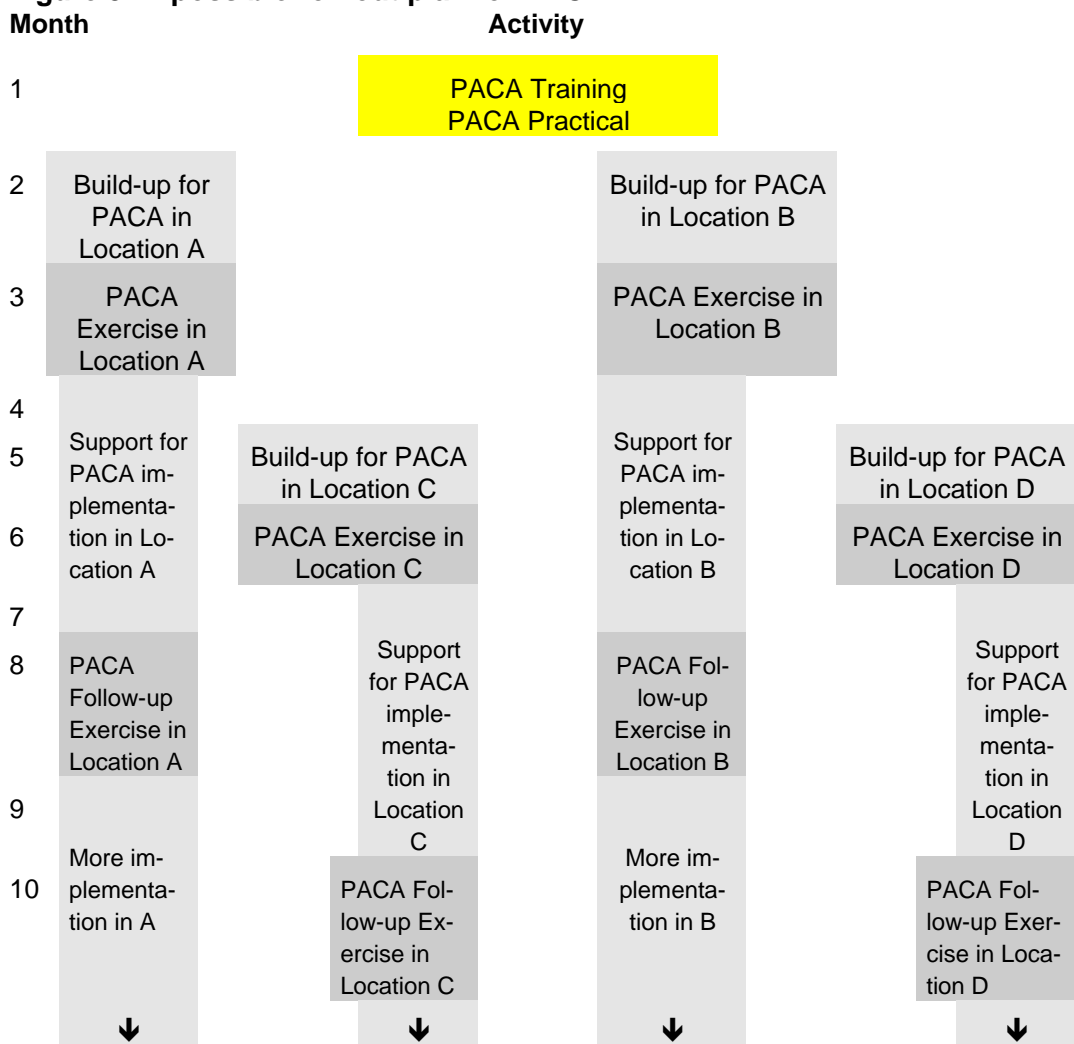 Month Activity
1 PACA Training
PACA Practical
2 Build-up for
PACA in
Location A
Build-up for PACA
in Location B
3 PACA
Exercise in
Location A
PACA Exercise in
Location B
4
Support for
PACA im-
plementa-
tion in Lo-
cation A
5 Build-up for PACA
in Location C
Support for
PACA im-
plementa-
tion in Lo-
cation B
Build-up for PACA
in Location D
6 PACA Exercise in
Location C
PACA Exercise in
Location D
7
8 PACA
Follow-up
Exercise in
Location A
Support
for PACA
imple-
menta-
tion in
Location
C
PACA Fol-
low-up
Exercise in
Location B
Support
for PACA
imple-
menta-
tion in
Location
D
9
More im-
plementa-
tion in A
More im-
plementa-
tion in B
10 PACA Fol-
low-up Ex-
ercise in
Location C
PACA Fol-
low-up Exer-
cise in Loca-
tion D